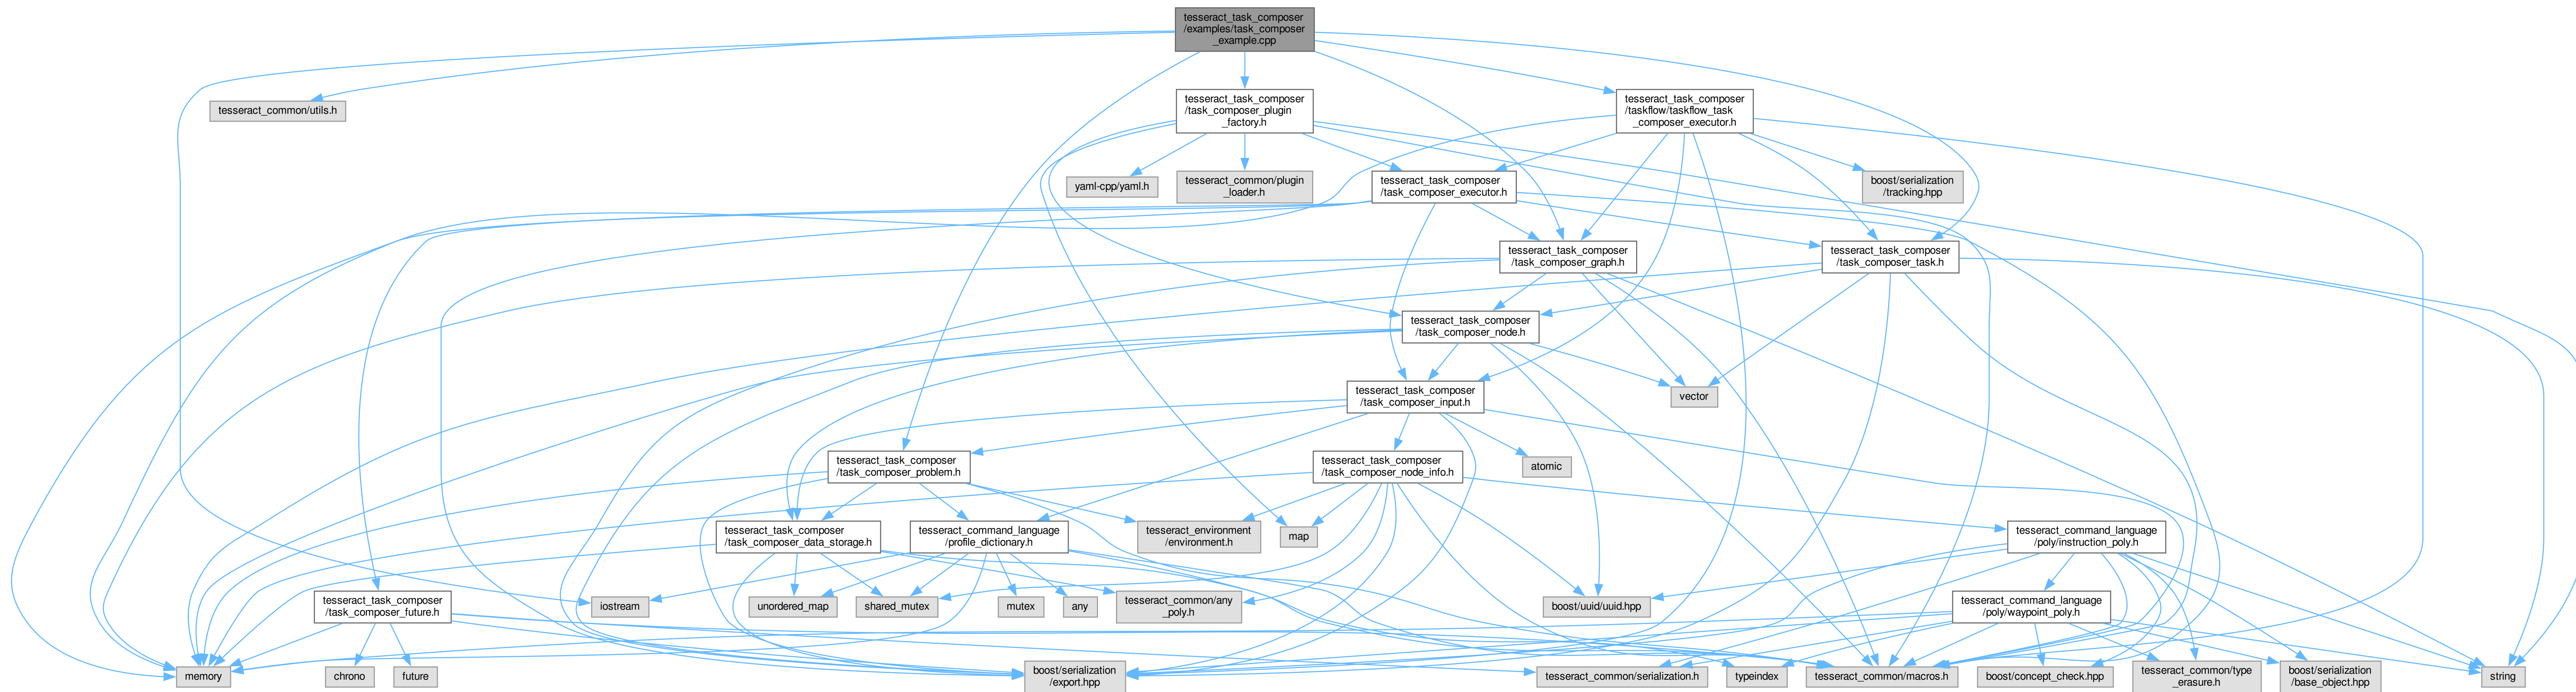 tesseract_task_composer
/examples/task_composer
_example.cpp
tesseract_common/utils.h
tesseract_task_composer
/task_composer_plugin
_factory.h
tesseract_task_composer
/taskflow/taskflow_task
_composer_executor.h
yaml-cpp/yaml.h
tesseract_common/plugin
_loader.h
tesseract_task_composer
/task_composer_executor.h
boost/serialization
/tracking.hpp
tesseract_task_composer
/task_composer_graph.h
tesseract_task_composer
/task_composer_task.h
tesseract_task_composer
/task_composer_node.h
tesseract_task_composer
/task_composer_input.h
vector
tesseract_task_composer
/task_composer_problem.h
tesseract_task_composer
/task_composer_node_info.h
atomic
tesseract_task_composer
/task_composer_data_storage.h
tesseract_command_language
/profile_dictionary.h
tesseract_environment
/environment.h
map
tesseract_command_language
/poly/instruction_poly.h
tesseract_task_composer
/task_composer_future.h
iostream
unordered_map
shared_mutex
mutex
any
tesseract_common/any
_poly.h
boost/uuid/uuid.hpp
tesseract_command_language
/poly/waypoint_poly.h
memory
chrono
future
boost/serialization
/export.hpp
tesseract_common/serialization.h
typeindex
tesseract_common/macros.h
boost/concept_check.hpp
tesseract_common/type
_erasure.h
boost/serialization
/base_object.hpp
string